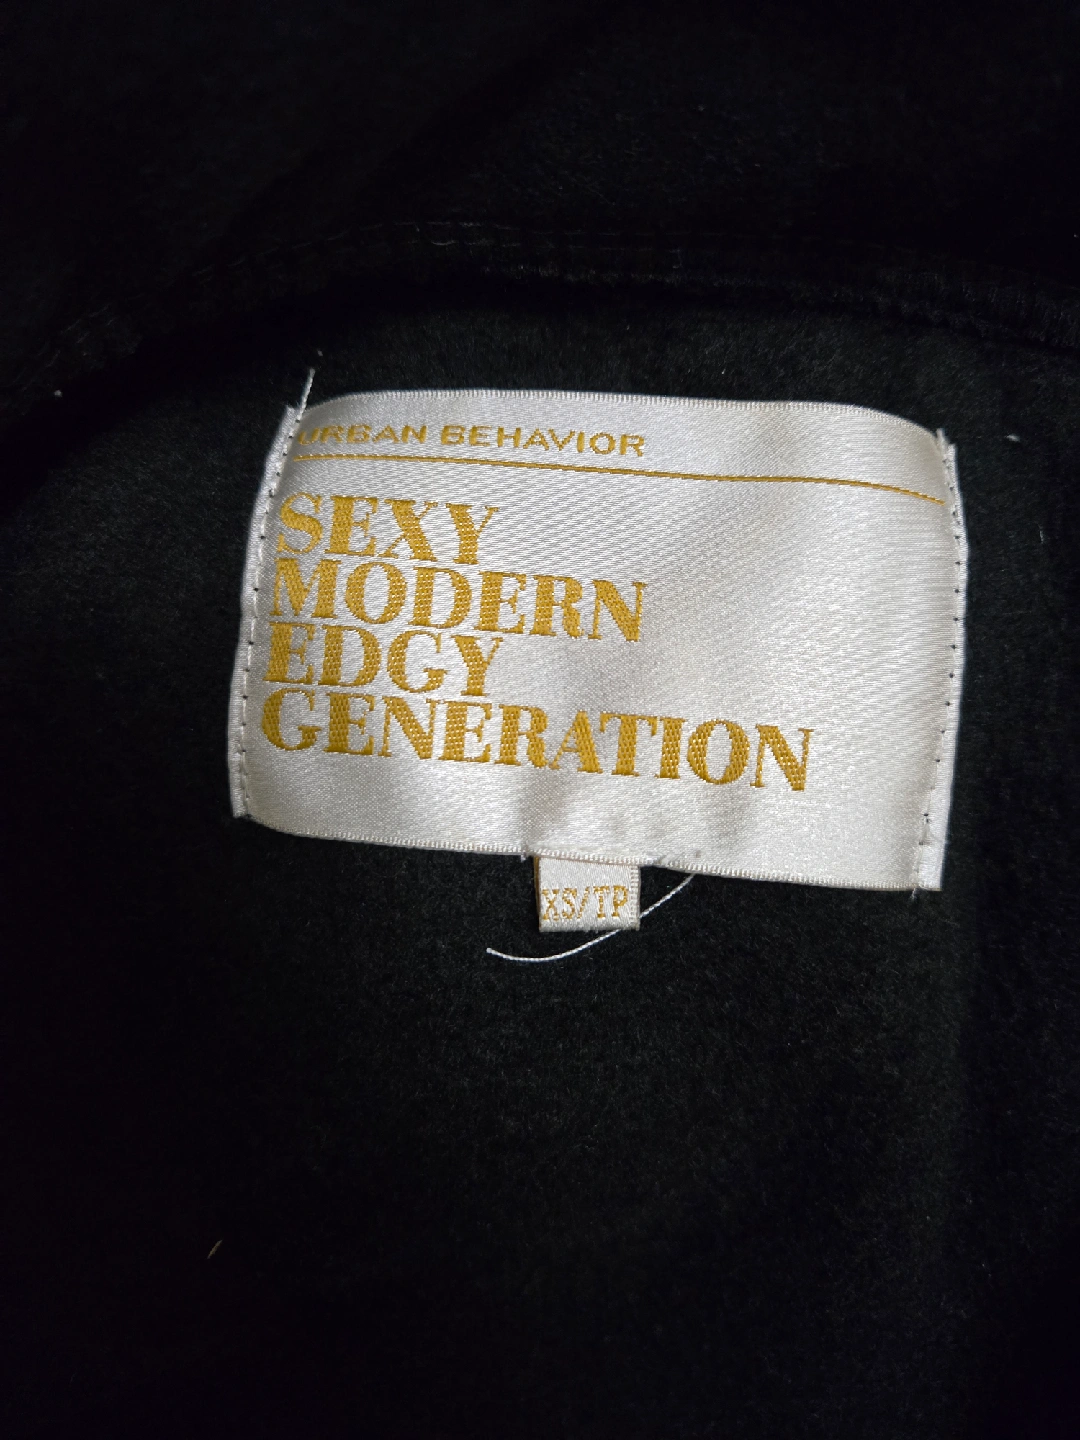 URBAN BEHAVIOR
SEXY
MODERN
EDGY
GENERATION
XS/TP